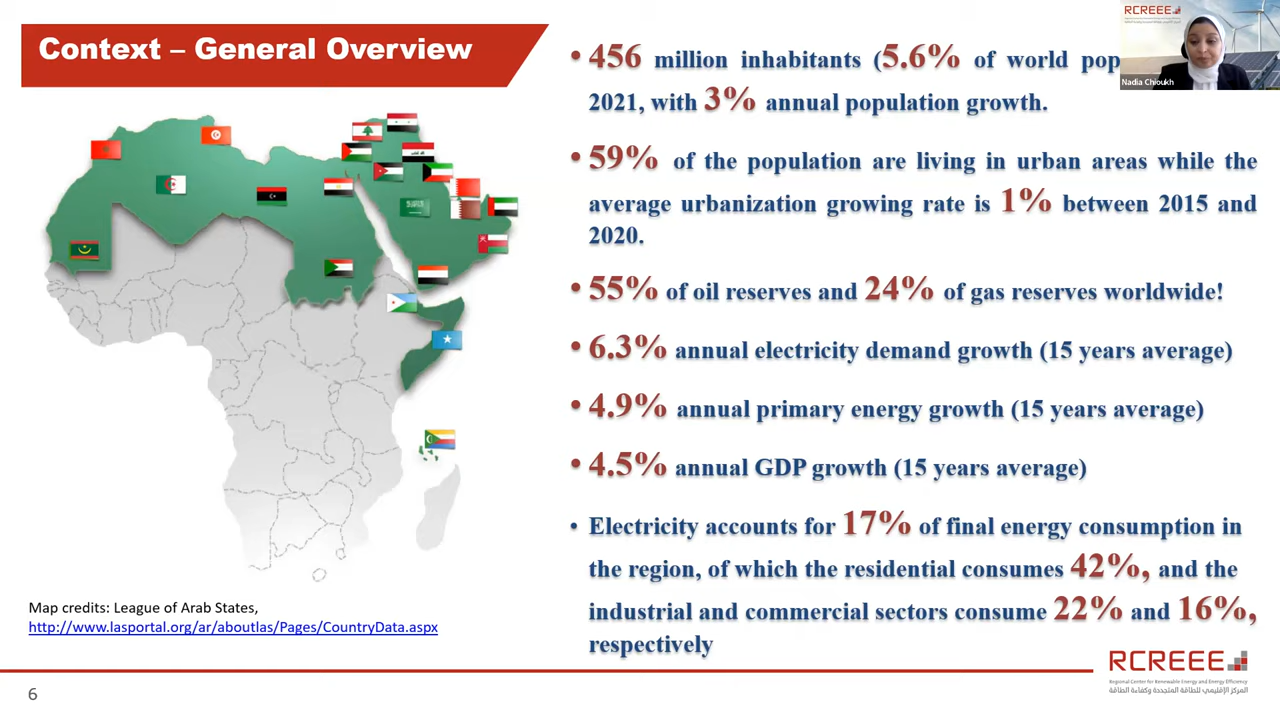 Context – General Overview
• 456 million inhabitants (5.6% of world pop
2021, with 3% annual population growth.
• 59% of the population are living in urban areas while the
average urbanization growing rate is 1% between 2015 and
2020.
• 55% of oil reserves and 24% of gas reserves worldwide!
• 6.3% annual electricity demand growth (15 years average)
• 4.9% annual primary energy growth (15 years average)
• 4.5% annual GDP growth (15 years average)
• Electricity accounts for 17% of final energy consumption in
the region, of which the residential consumes 42%, and the
industrial and commercial sectors consume 22% and 16%,
respectively
Map credits: League of Arab States,
http://www.lasportal.org/ar/aboutlas/Pages/CountryData.aspx
RCREEE
Nadia Chioukh
RCREEE
Regional Center for Renewable Energy and Energy Efficiency
المركز الإقليمي للطاقة المتجددة وكفاءة الطاقة
6